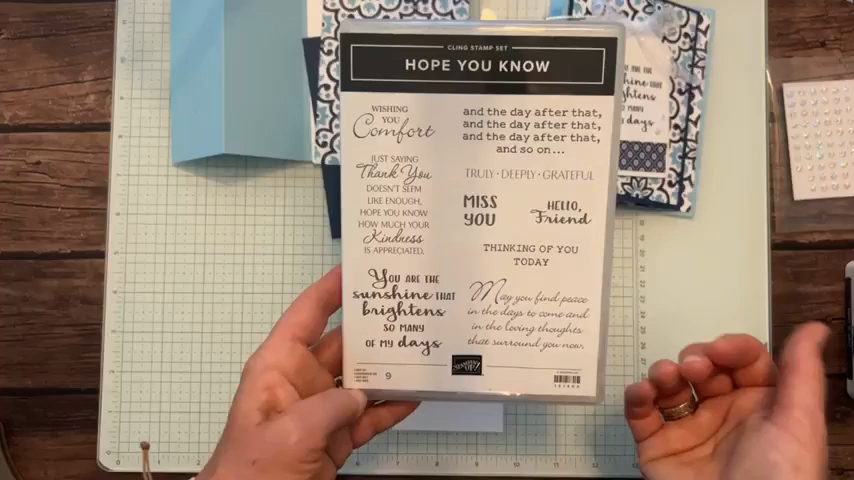 CLING STAMP SET
HOPE YOU KNOW
WISHING
YOU
Comfort
JUST SAYING
Thank You
DOESN'T SEEM
LIKE ENOUGH,
HOPE YOU KNOW
HOW MUCH YOUR
Kindness
IS APPRECIATED.
YOU ARE THE
sunshine THAT
brightens
SO MANY
OF MY days
and the day after that,
and the day after that,
and the day after that,
and so on...
TRULY • DEEPLY • GRATEFUL
MISS
YOU
HELLO,
Friend
THINKING OF YOU
TODAY
May you find peace
in the days to come and
in the loving thoughts
that surround you now.
9
STAMPIN' UP!